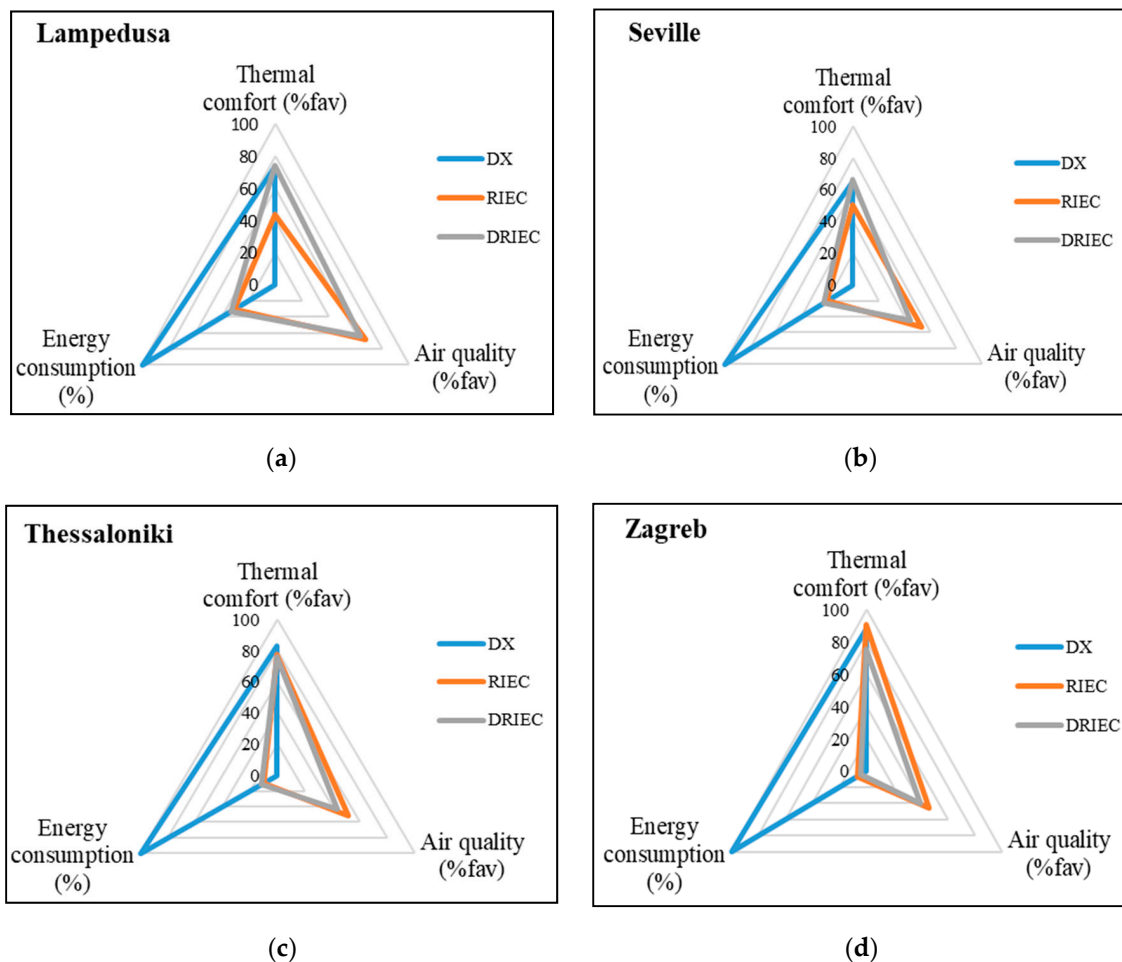 Lampedusa
Thermal
comfort (%fav)
100
80
60
40
20
0
DX
RIEC
DRIEC
Energy
consumption
(%)
Air quality
(%fav)
(a)
Seville
Thermal
comfort (%fav)
100
80
60
40
20
0
DX
RIEC
DRIEC
Energy
consumption
(%)
Air quality
(%fav)
(b)
Thessaloniki
Thermal
comfort (%fav)
100
80
60
40
20
0
DX
RIEC
DRIEC
Energy
consumption
(%)
Air quality
(%fav)
(c)
Zagreb
Thermal
comfort (%fav)
100
80
60
40
20
0
DX
RIEC
DRIEC
Energy
consumption
(%)
Air quality
(%fav)
(d)